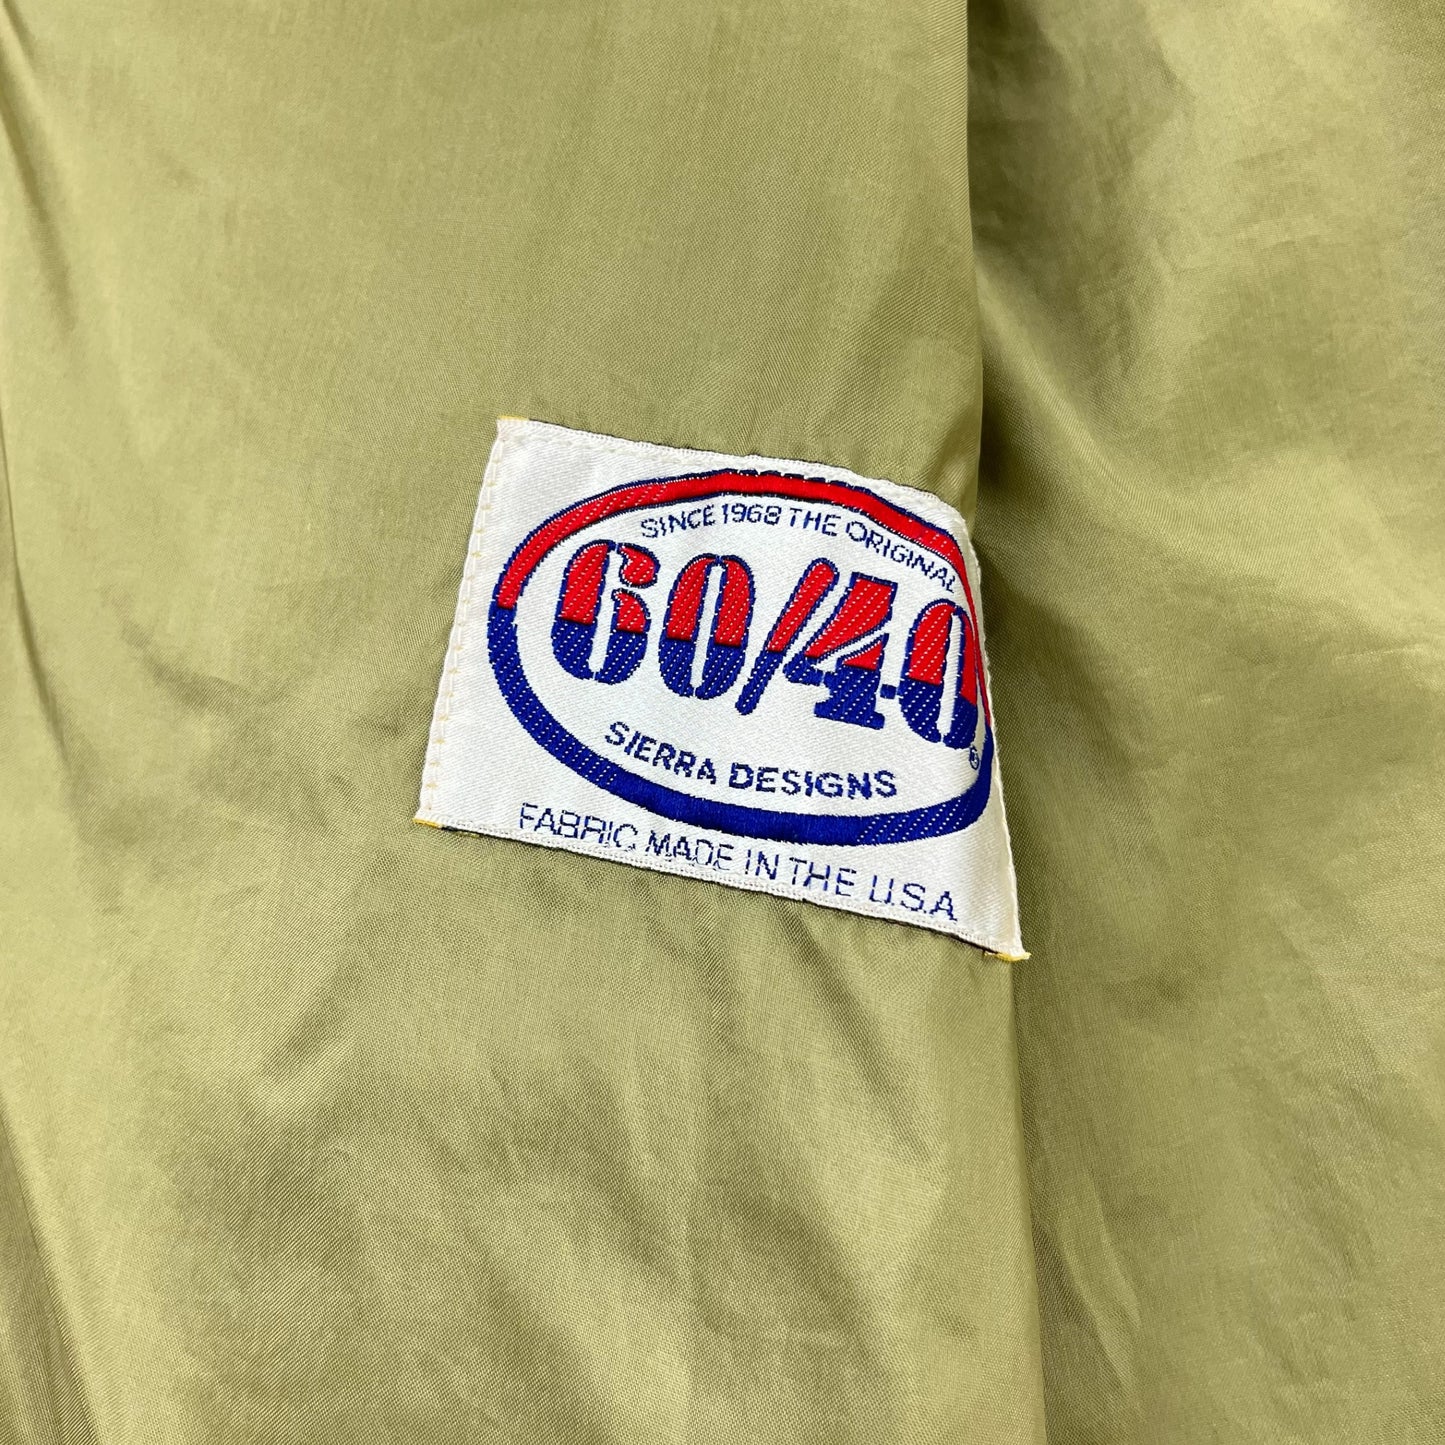 SINCE 1968 THE ORIGINAL
60/40®
SIERRA DESIGNS
FABRIC MADE IN THE U.S.A